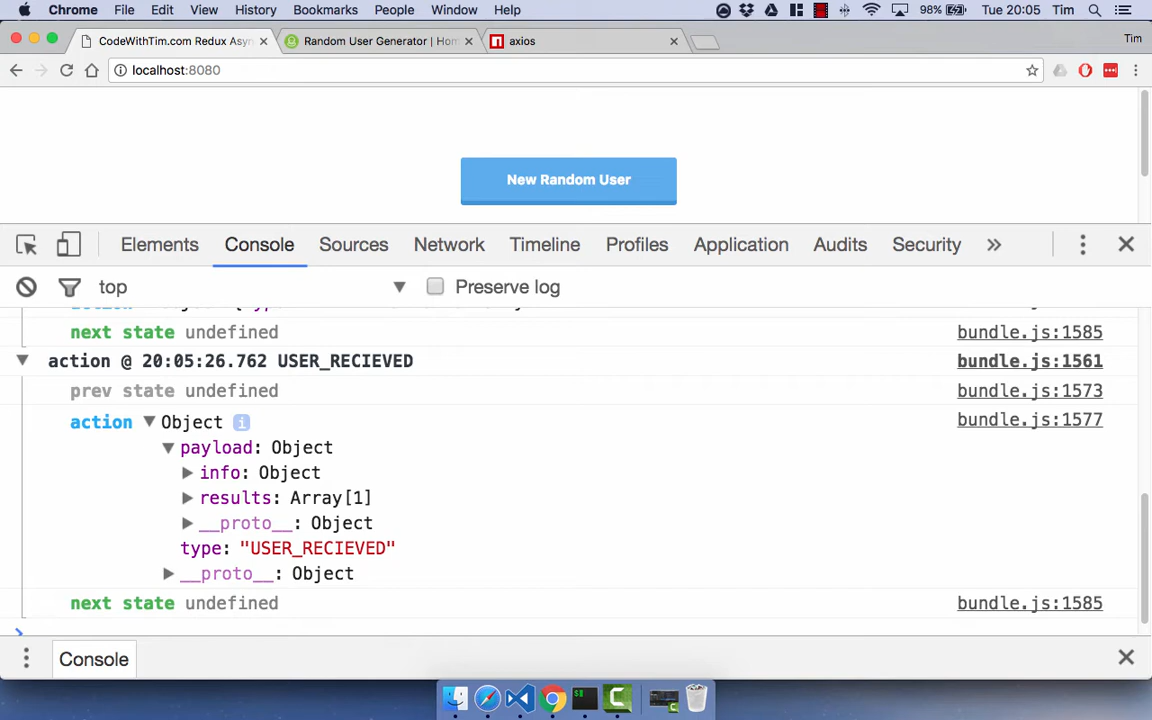 Chrome File Edit View History Bookmarks People Window Help 98% Tue 20:05 Tim
CodeWithTim.com Redux Asyn Random User Generator | Hom axios Tim
localhost:8080
New Random User
Elements Console Sources Network Timeline Profiles Application Audits Security »
top Preserve log
next state undefined bundle.js:1585
action @ 20:05:26.762 USER_RECIEVED bundle.js:1561
prev state undefined bundle.js:1573
action Object i bundle.js:1577
payload: Object
info: Object
results: Array[1]
__proto__: Object
type: "USER_RECIEVED"
__proto__: Object
next state undefined bundle.js:1585
Console